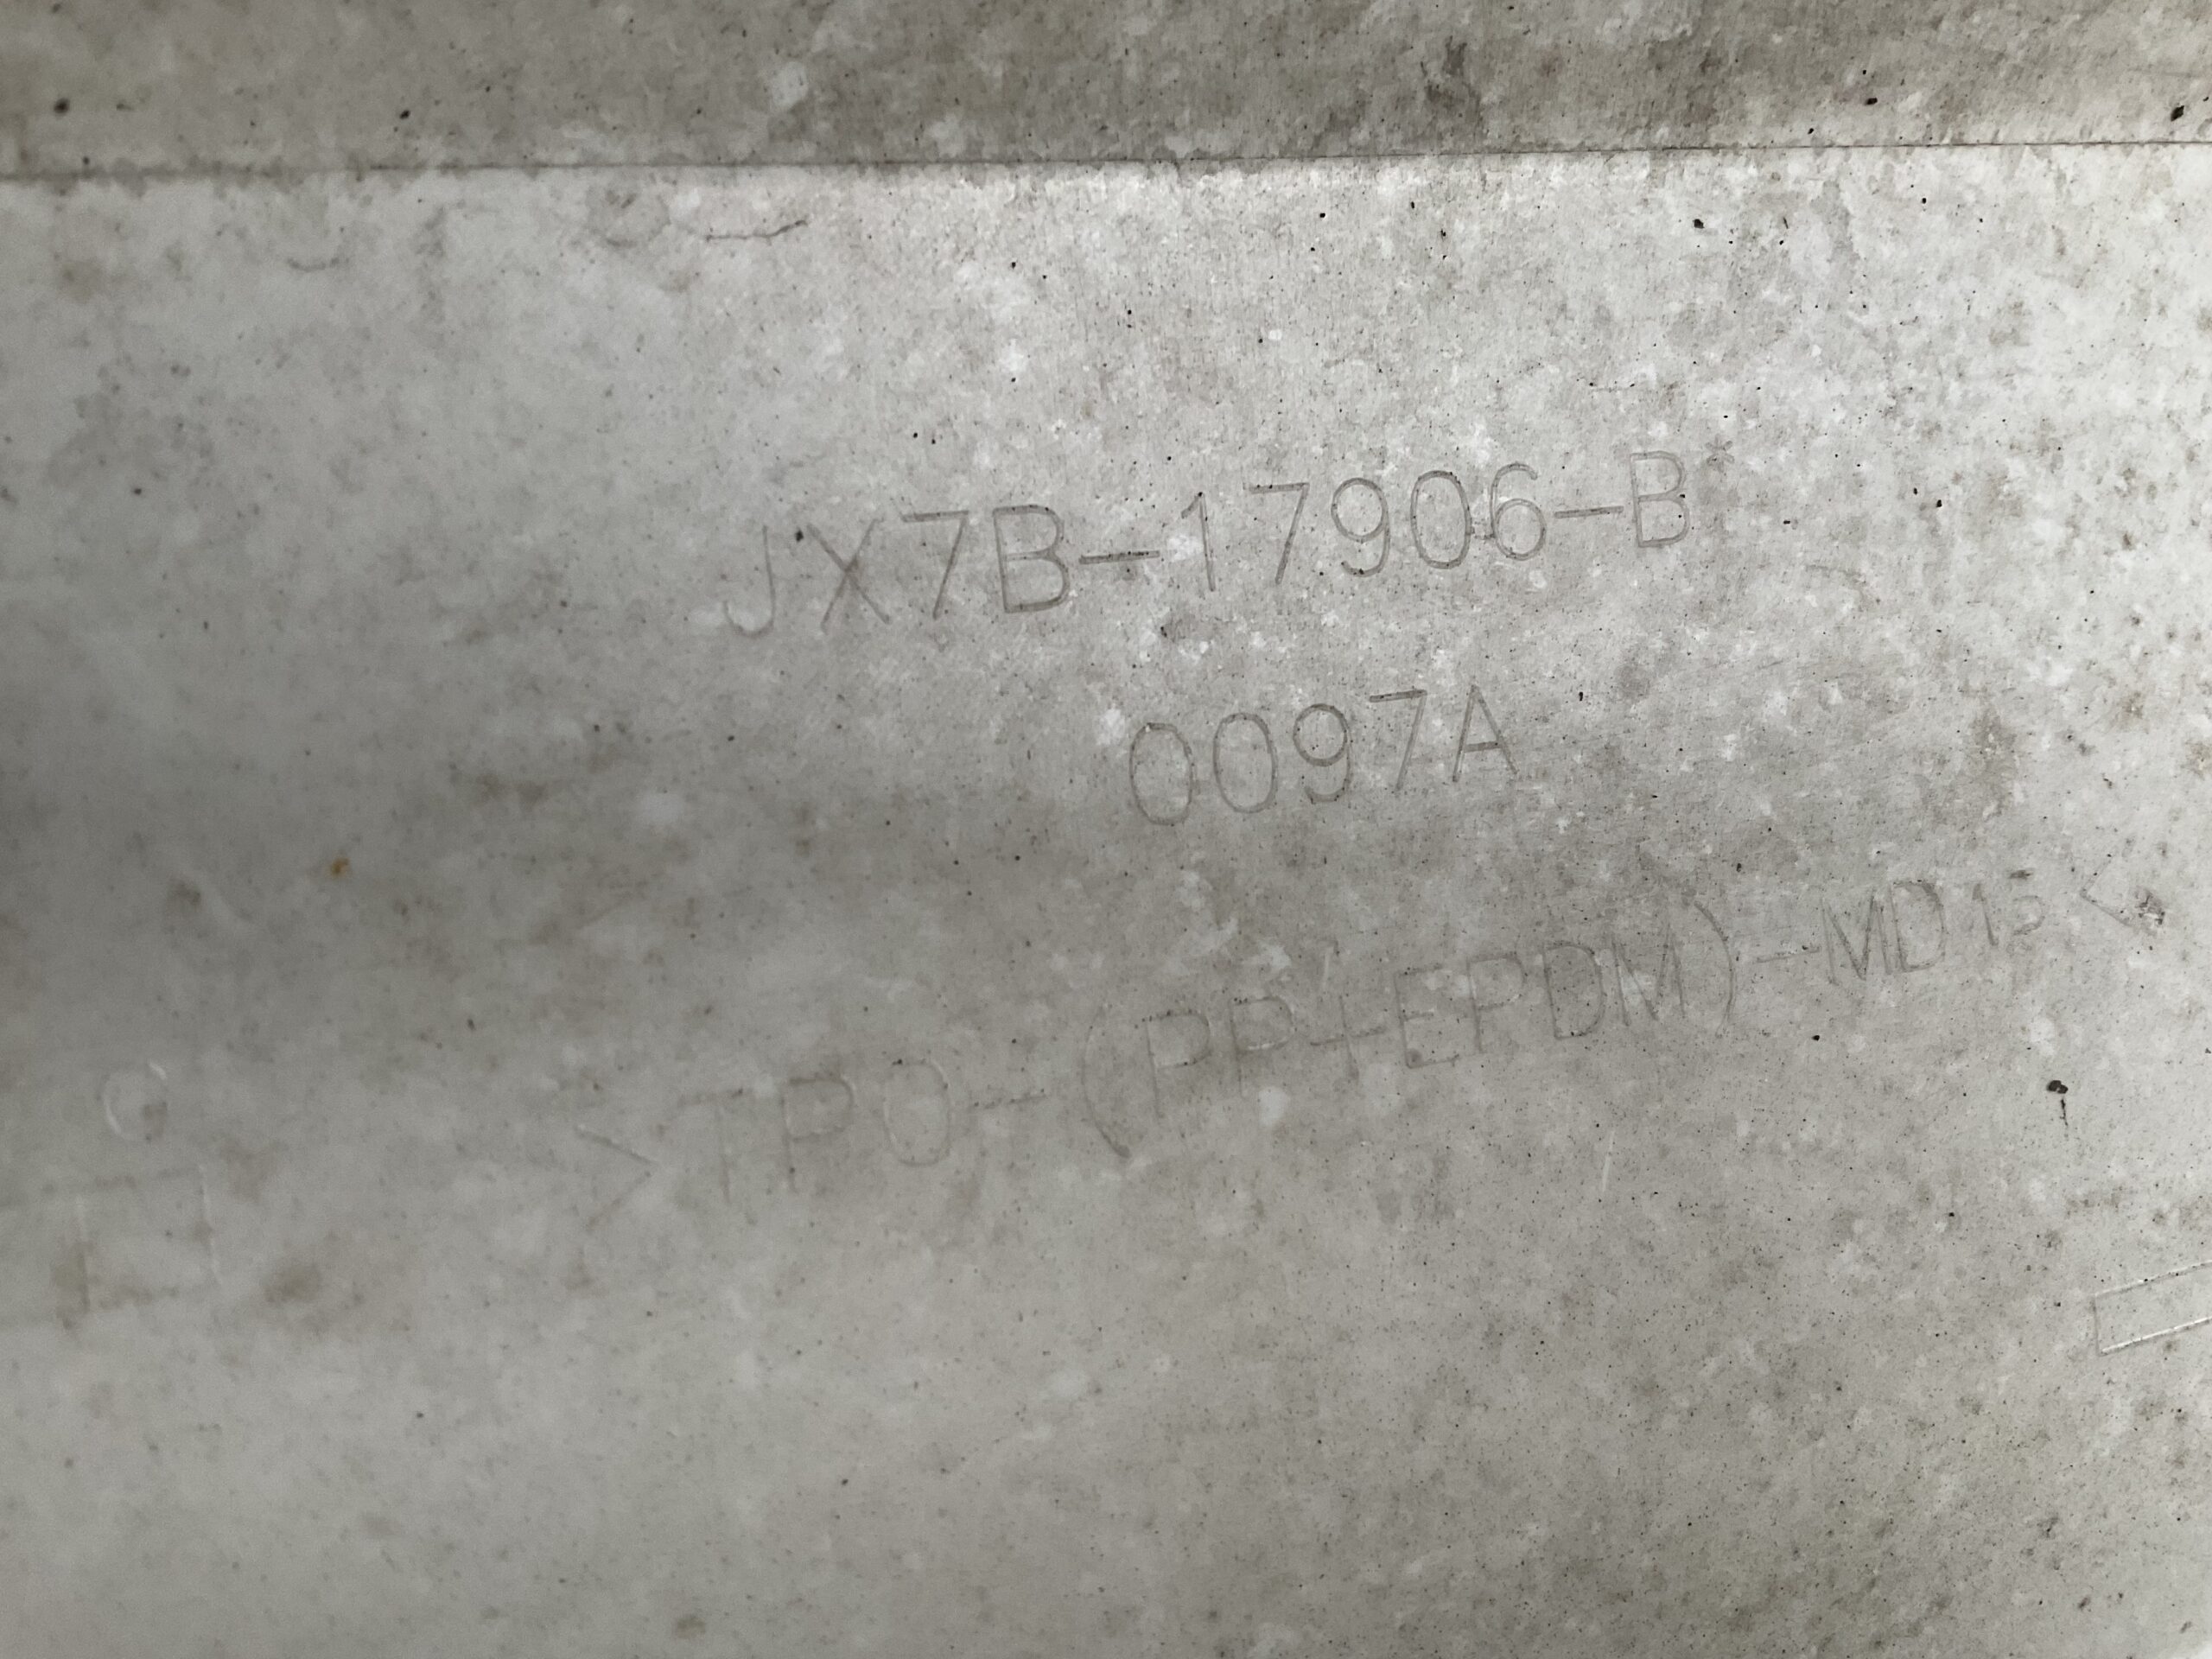 JX7B-17906-B*
0097A
>TPO-(PP+EPDM)-MD15<